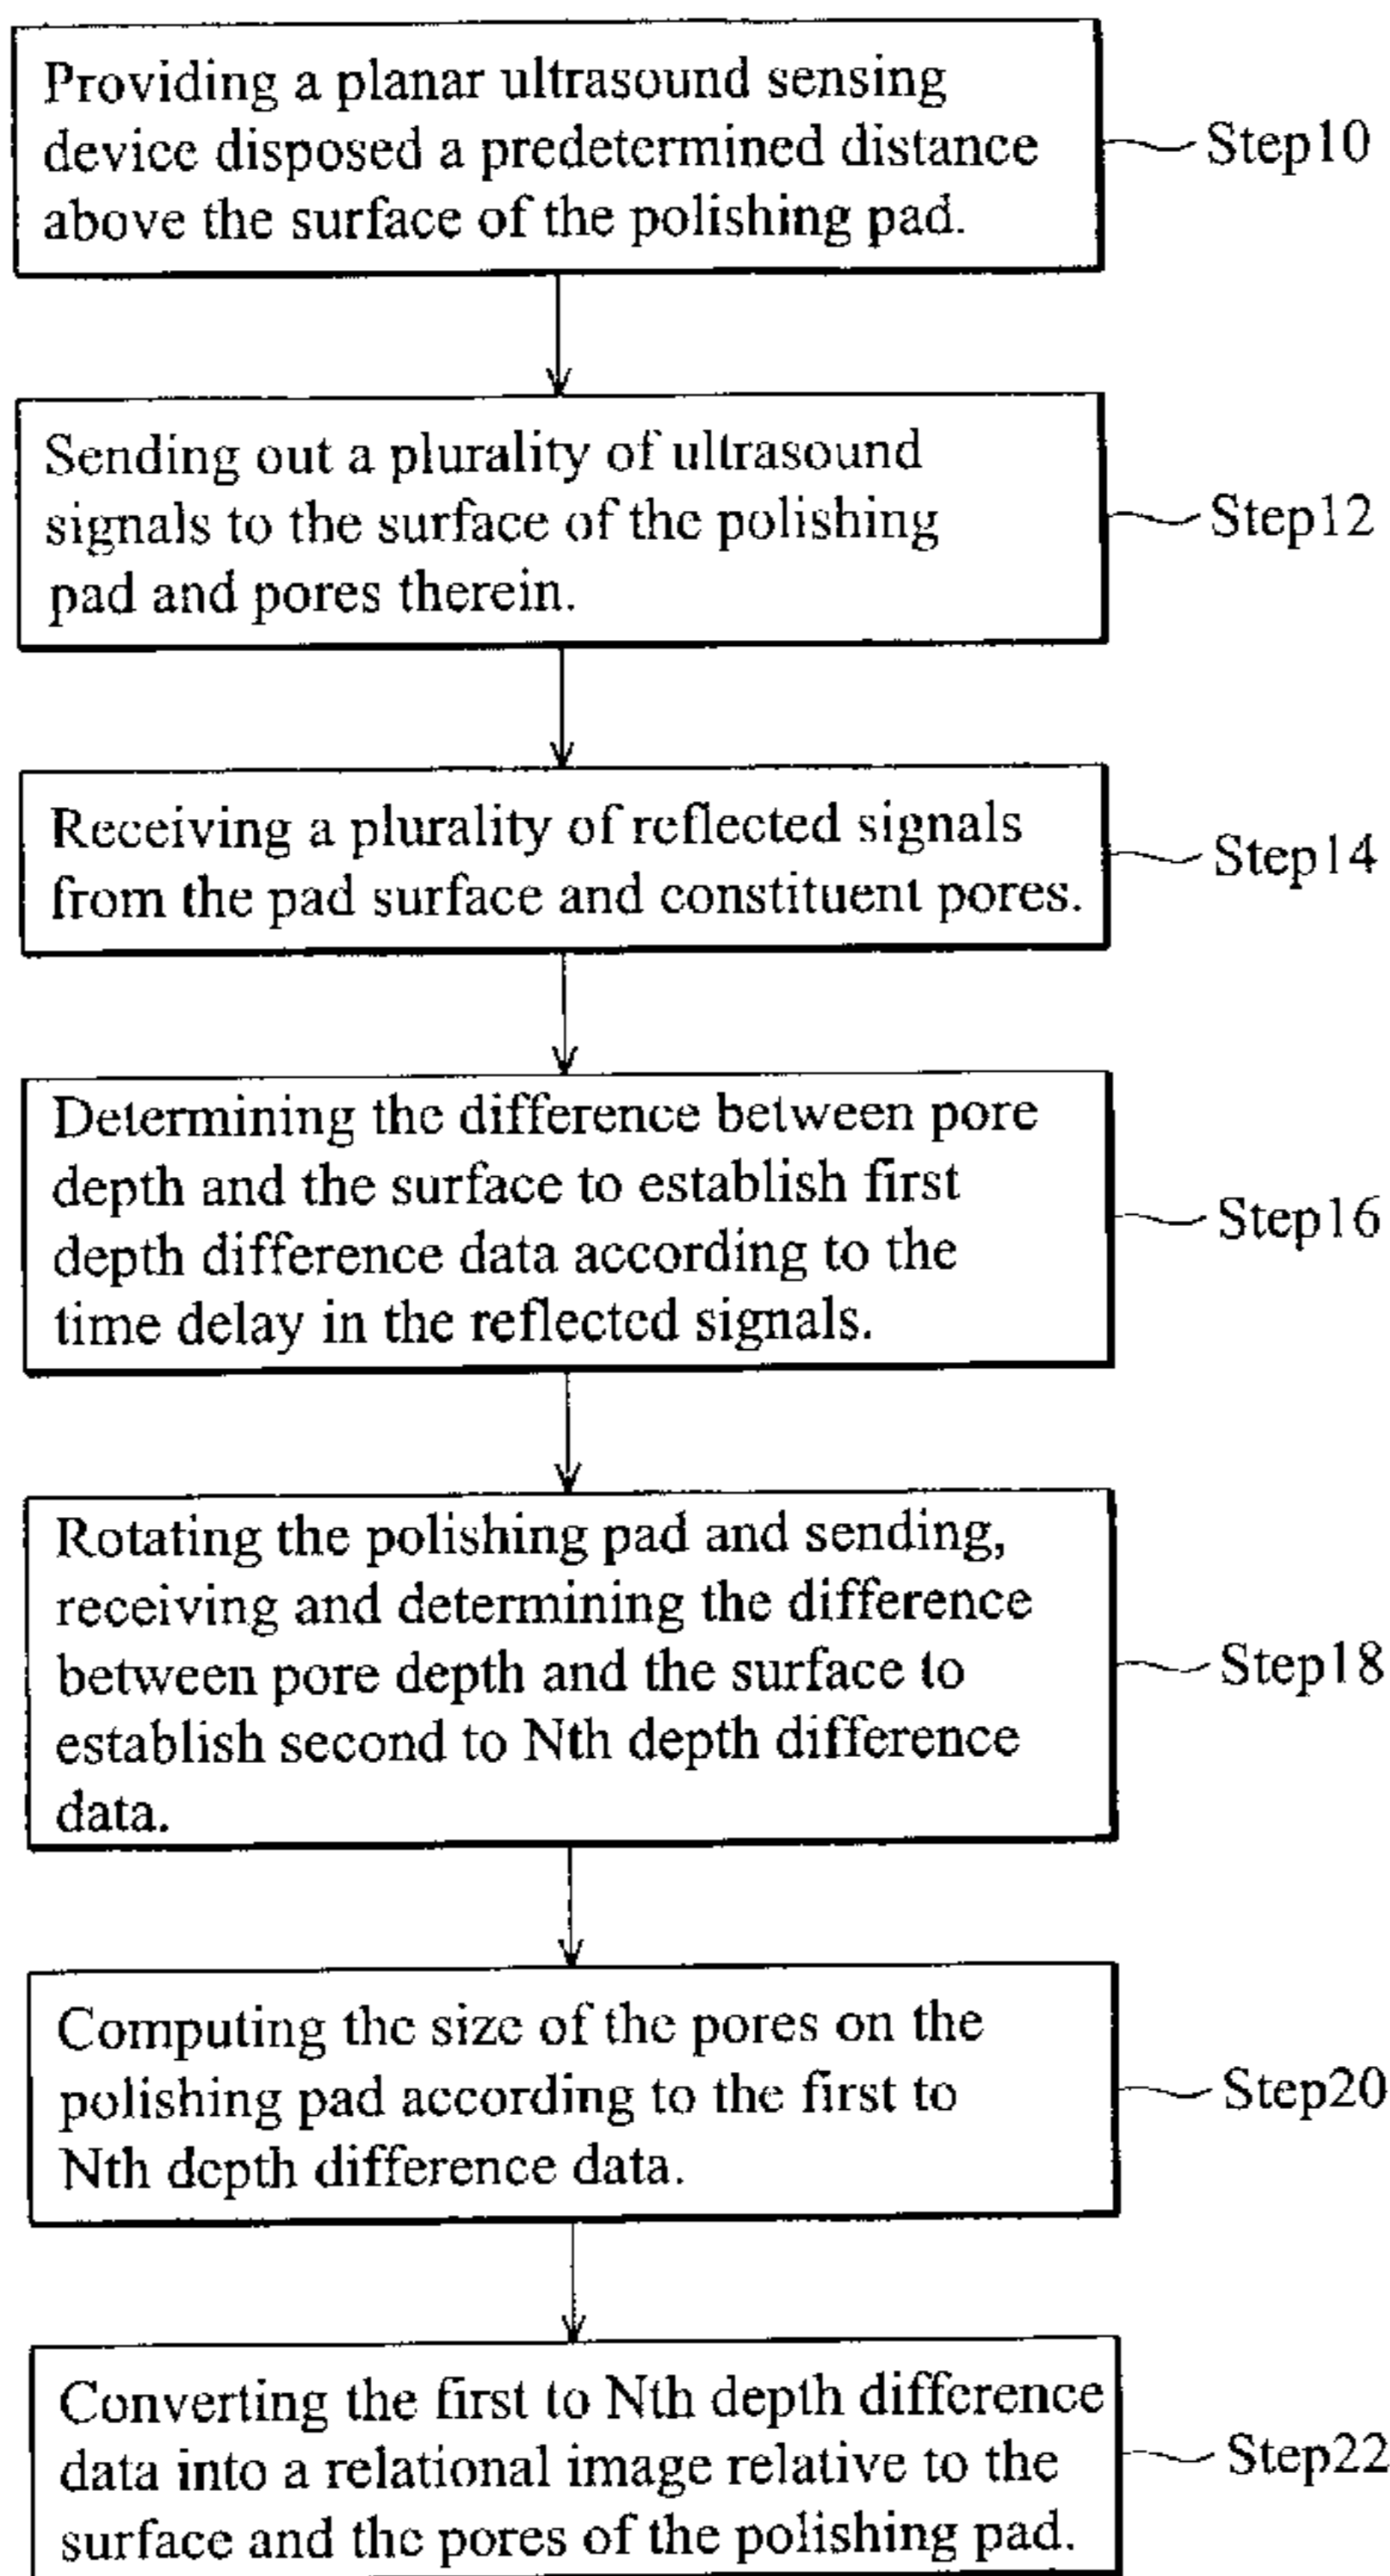 Providing a planar ultrasound sensing
device disposed a predetermined distance
above the surface of the polishing pad.
Step10
Sending out a plurality of ultrasound
signals to the surface of the polishing
pad and pores therein.
Step12
Receiving a plurality of reflected signals
from the pad surface and constituent pores.
Step14
Determining the difference between pore
depth and the surface to establish first
depth difference data according to the
time delay in the reflected signals.
Step16
Rotating the polishing pad and sending,
receiving and determining the difference
between pore depth and the surface to
establish second to Nth depth difference
data.
Step18
Computing the size of the pores on the
polishing pad according to the first to
Nth depth difference data.
Step20
Converting the first to Nth depth difference
data into a relational image relative to the
surface and the pores of the polishing pad.
Step22